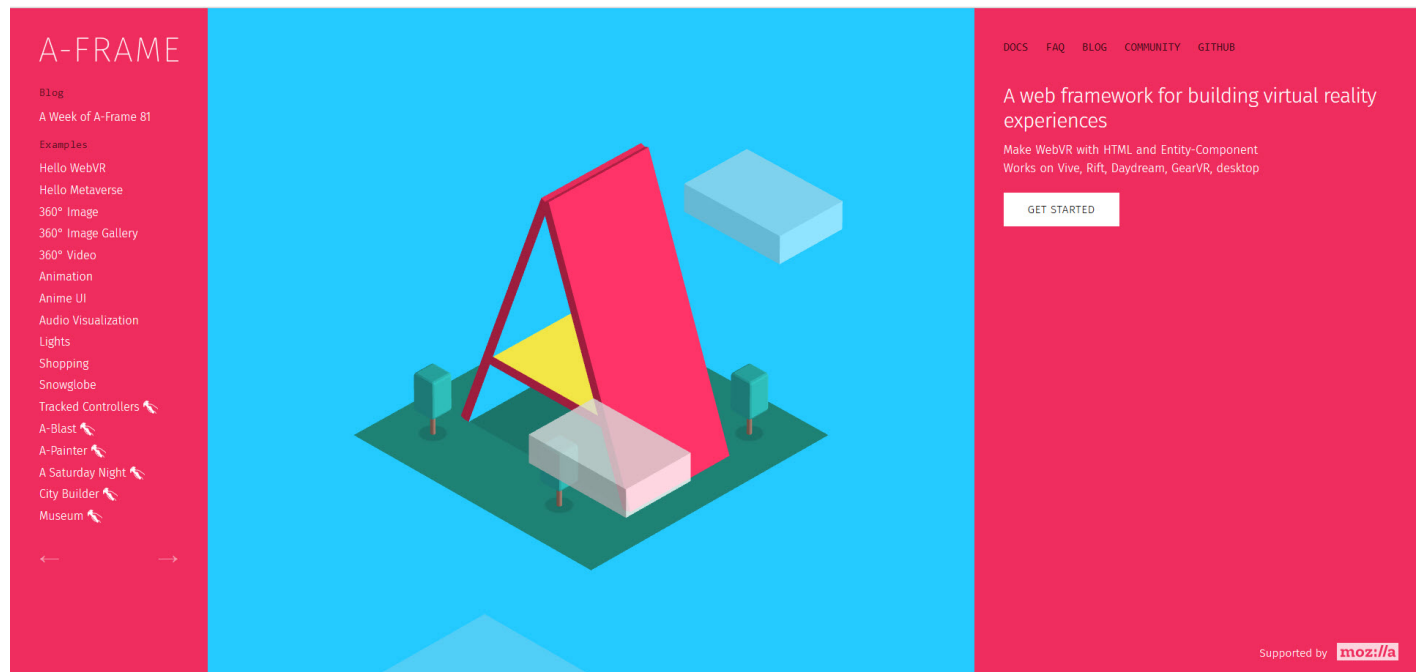 A-FRAME
Blog
A Week of A-Frame 81
Examples
Hello WebVR
Hello Metaverse
360° Image
360° Image Gallery
360° Video
Animation
Anime UI
Audio Visualization
Lights
Shopping
Snowglobe
Tracked Controllers
A-Blast
A-Painter
A Saturday Night
City Builder
Museum
← →
DOCS FAQ BLOG COMMUNITY GITHUB
A web framework for building virtual reality
experiences
Make WebVR with HTML and Entity-Component
Works on Vive, Rift, Daydream, GearVR, desktop
GET STARTED
Supported by moz://a